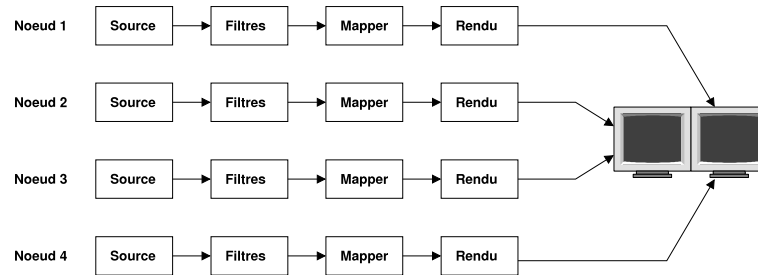 Noeud 1 Source Filtres Mapper Rendu
Noeud 2 Source Filtres Mapper Rendu
Noeud 3 Source Filtres Mapper Rendu
Noeud 4 Source Filtres Mapper Rendu